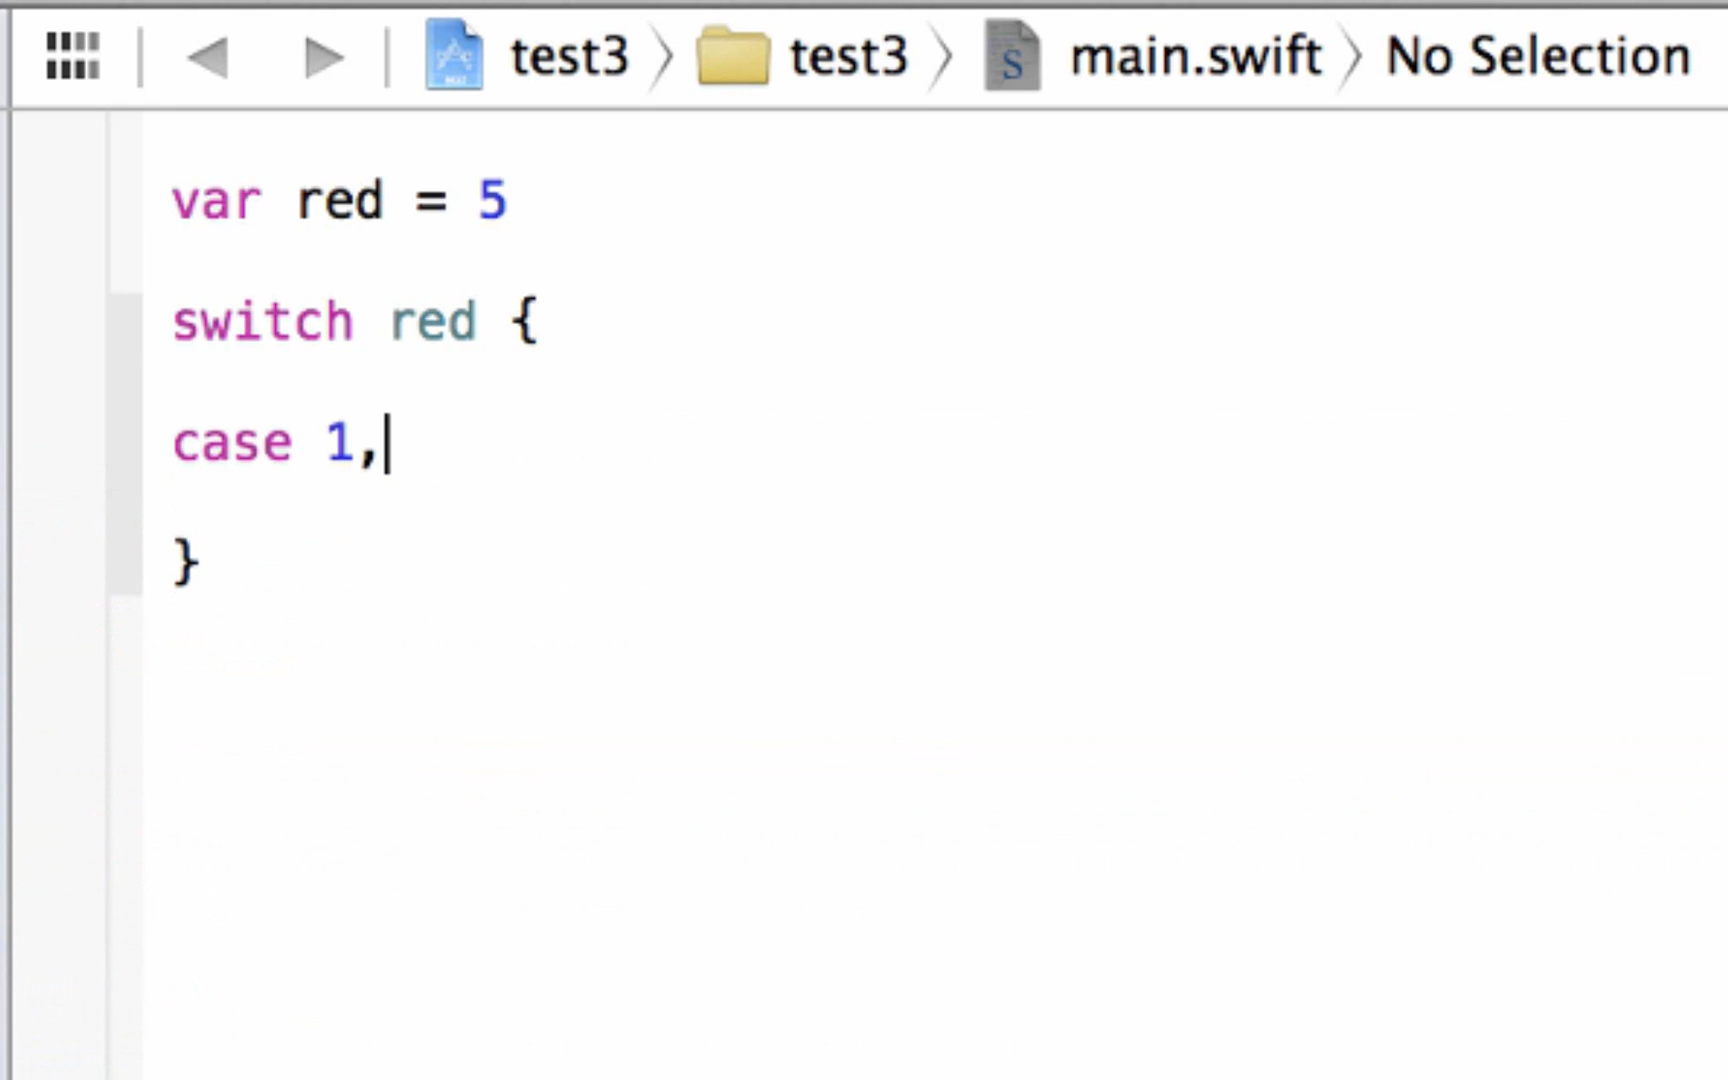 test3 〉 test3 〉 main.swift 〉 No Selection
var red = 5
switch red {
case 1,
}